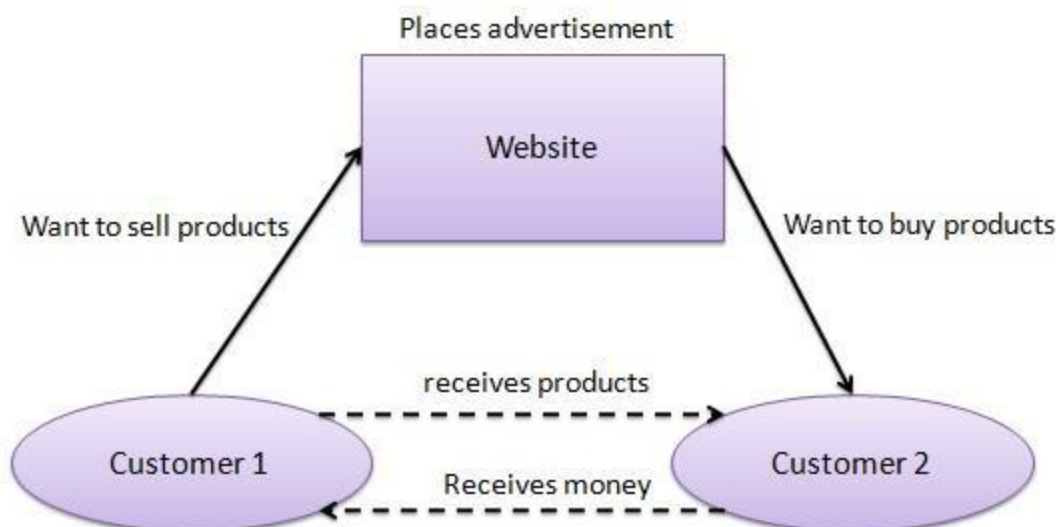 Places advertisement
Website
Want to sell products
Want to buy products
receives products
Customer 1
Customer 2
Receives money